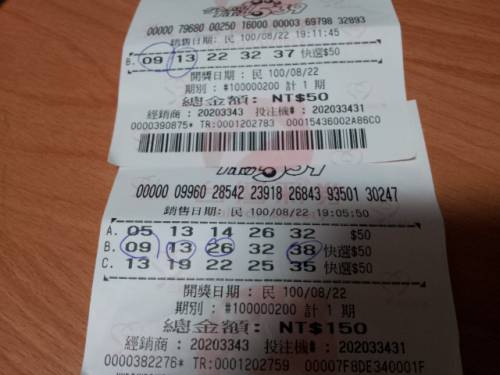 00000 79680 00250 16000 00003 69798 32893
銷售日期: 民 100/08/22 19:11:45
B. 09 13 22 32 37 快選$50
開獎日期 : 民 100/08/22
期別 : #100000200 計 1 期
總金額: NT$50
經銷商 : 20203343 投注機# : 202033431
0000390875* TR:0001202783 00015436002A86C0
00000 09960 28542 23918 26843 93501 30247
銷售日期: 民 100/08/22 19:05:50
A. 05 13 14 26 32 $50
B. 09 13 26 32 38 快選$50
C. 13 19 22 25 35 快選$50
開獎日期 : 民 100/08/22
期別 : #100000200 計 1 期
總金額: NT$150
經銷商 : 20203343 投注機# : 202033431
0000382276* TR:0001202759 00007F8DE340001F